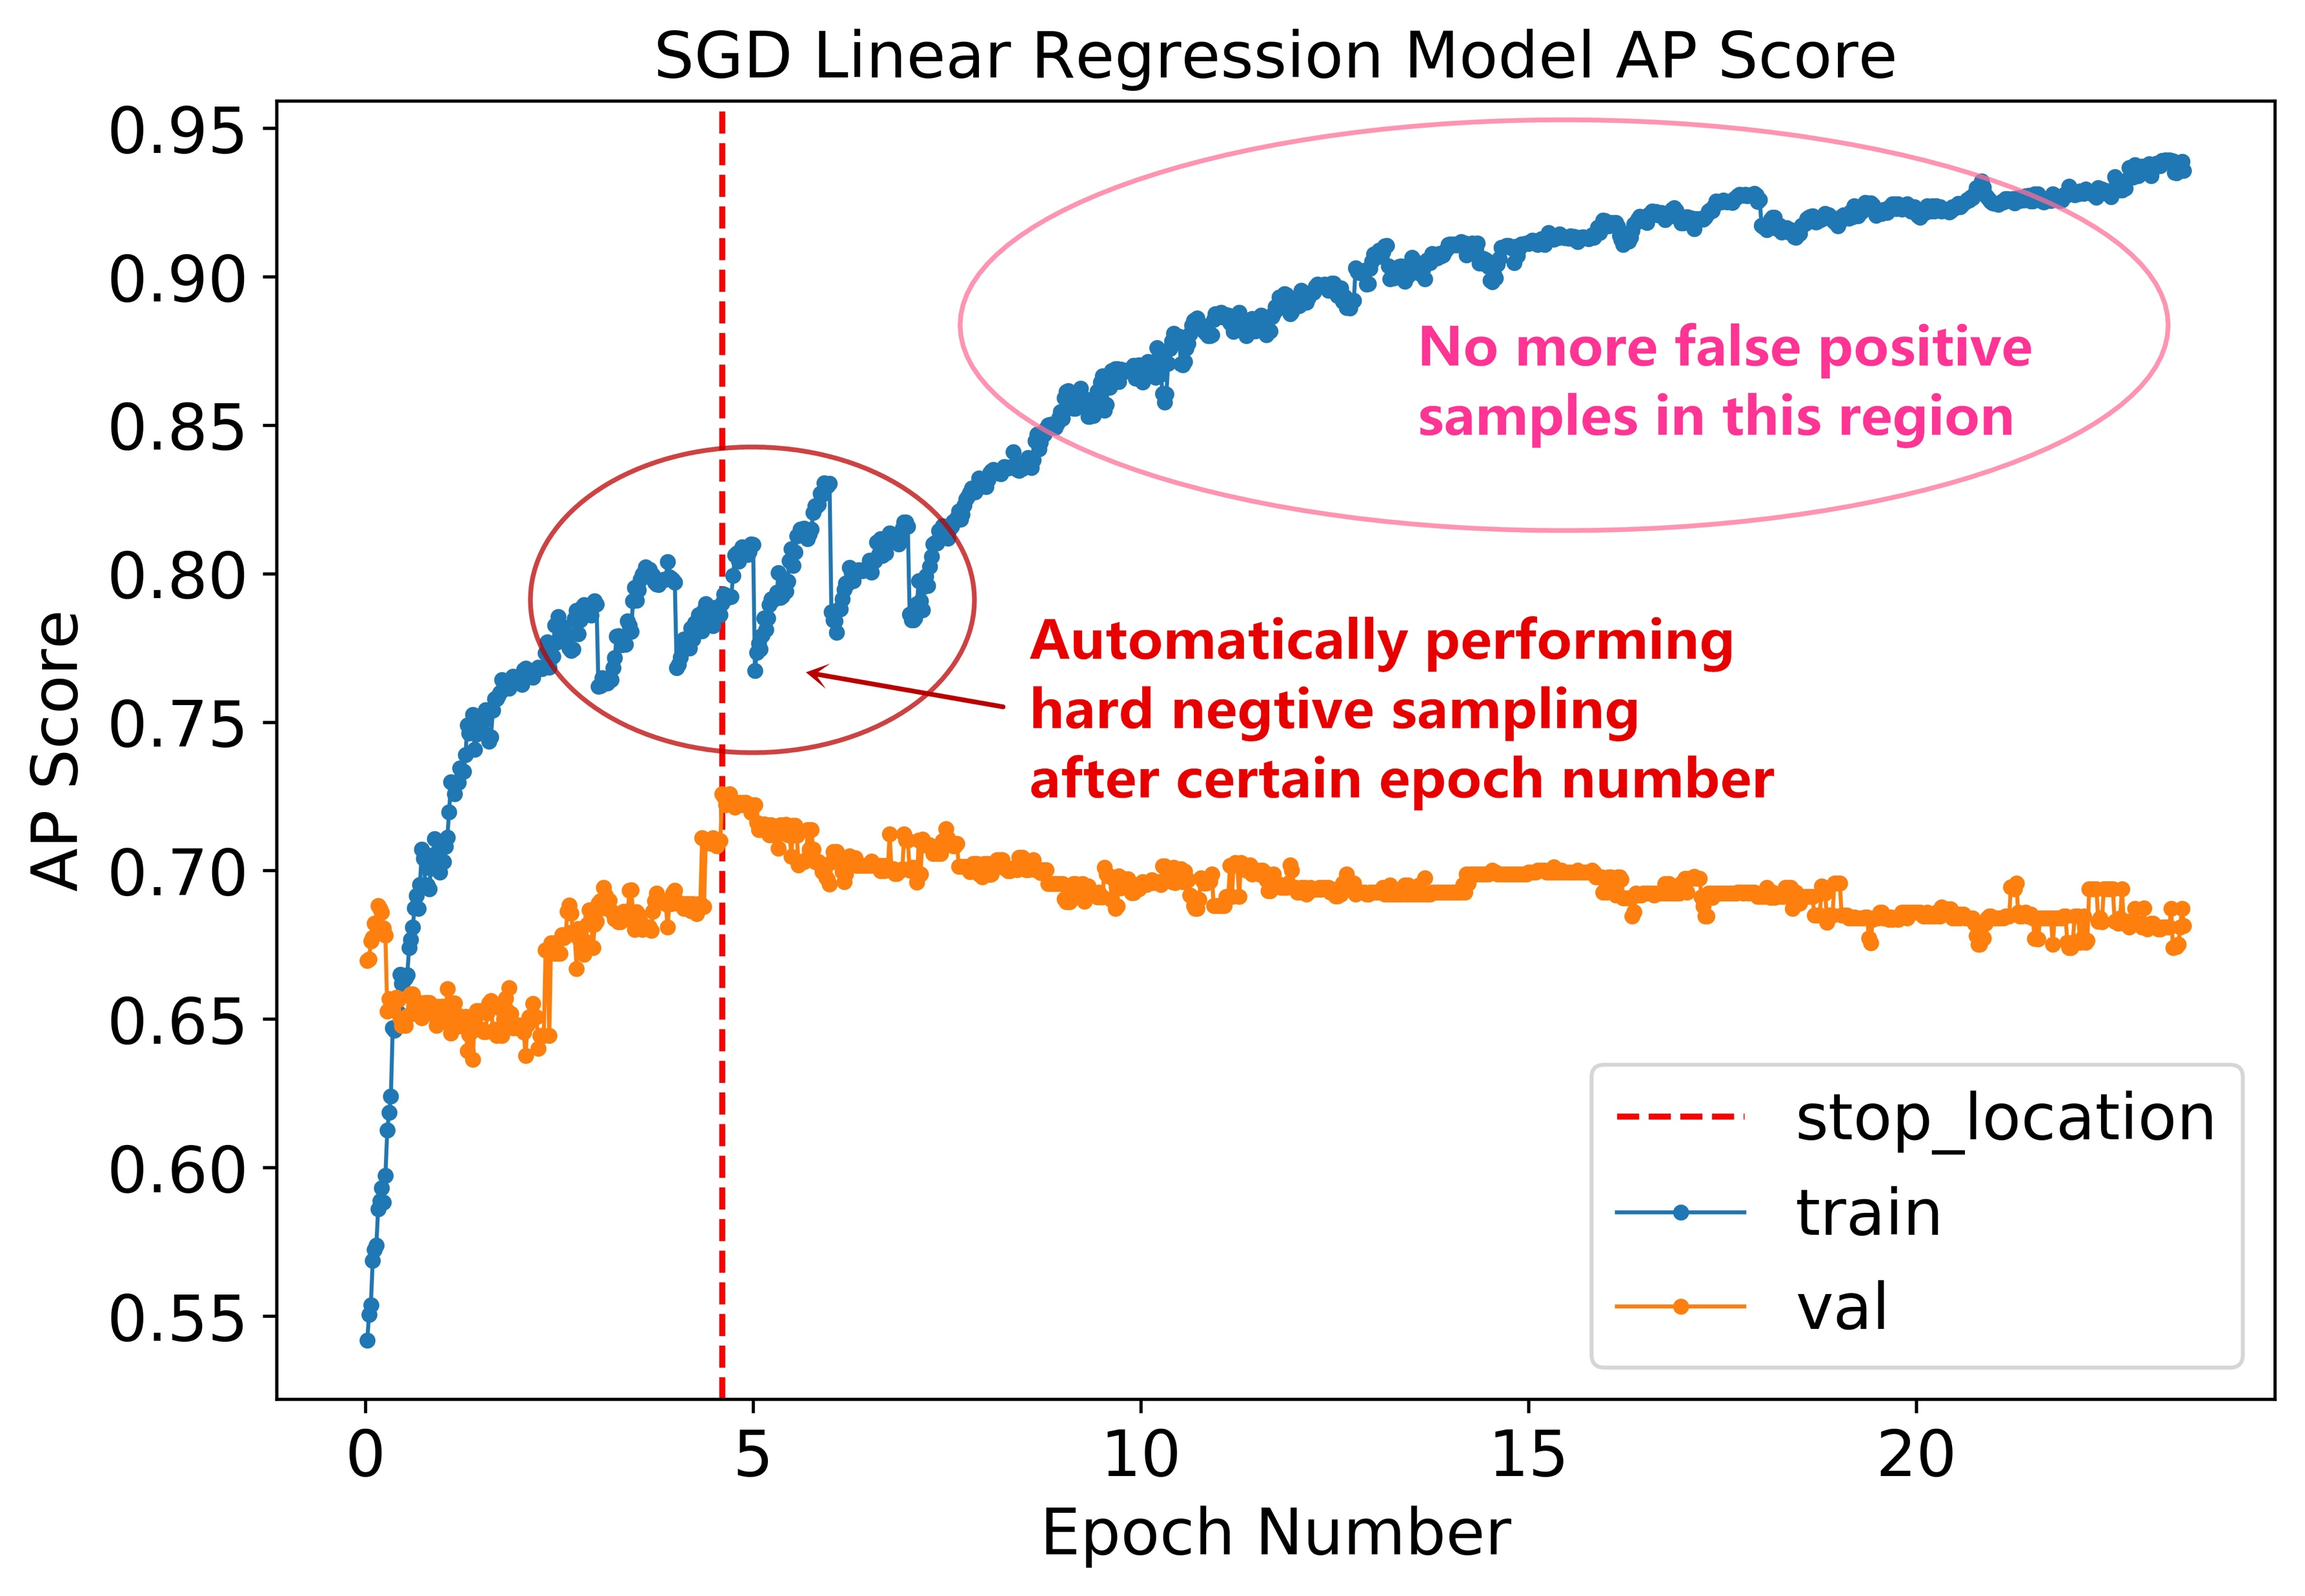 SGD Linear Regression Model AP Score
0.95
0.90
0.85
0.80
0.75
0.70
0.65
0.60
0.55
AP Score
No more false positive
samples in this region
Automatically performing
hard negtive sampling
after certain epoch number
stop_location
train
val
0 5 10 15 20
Epoch Number